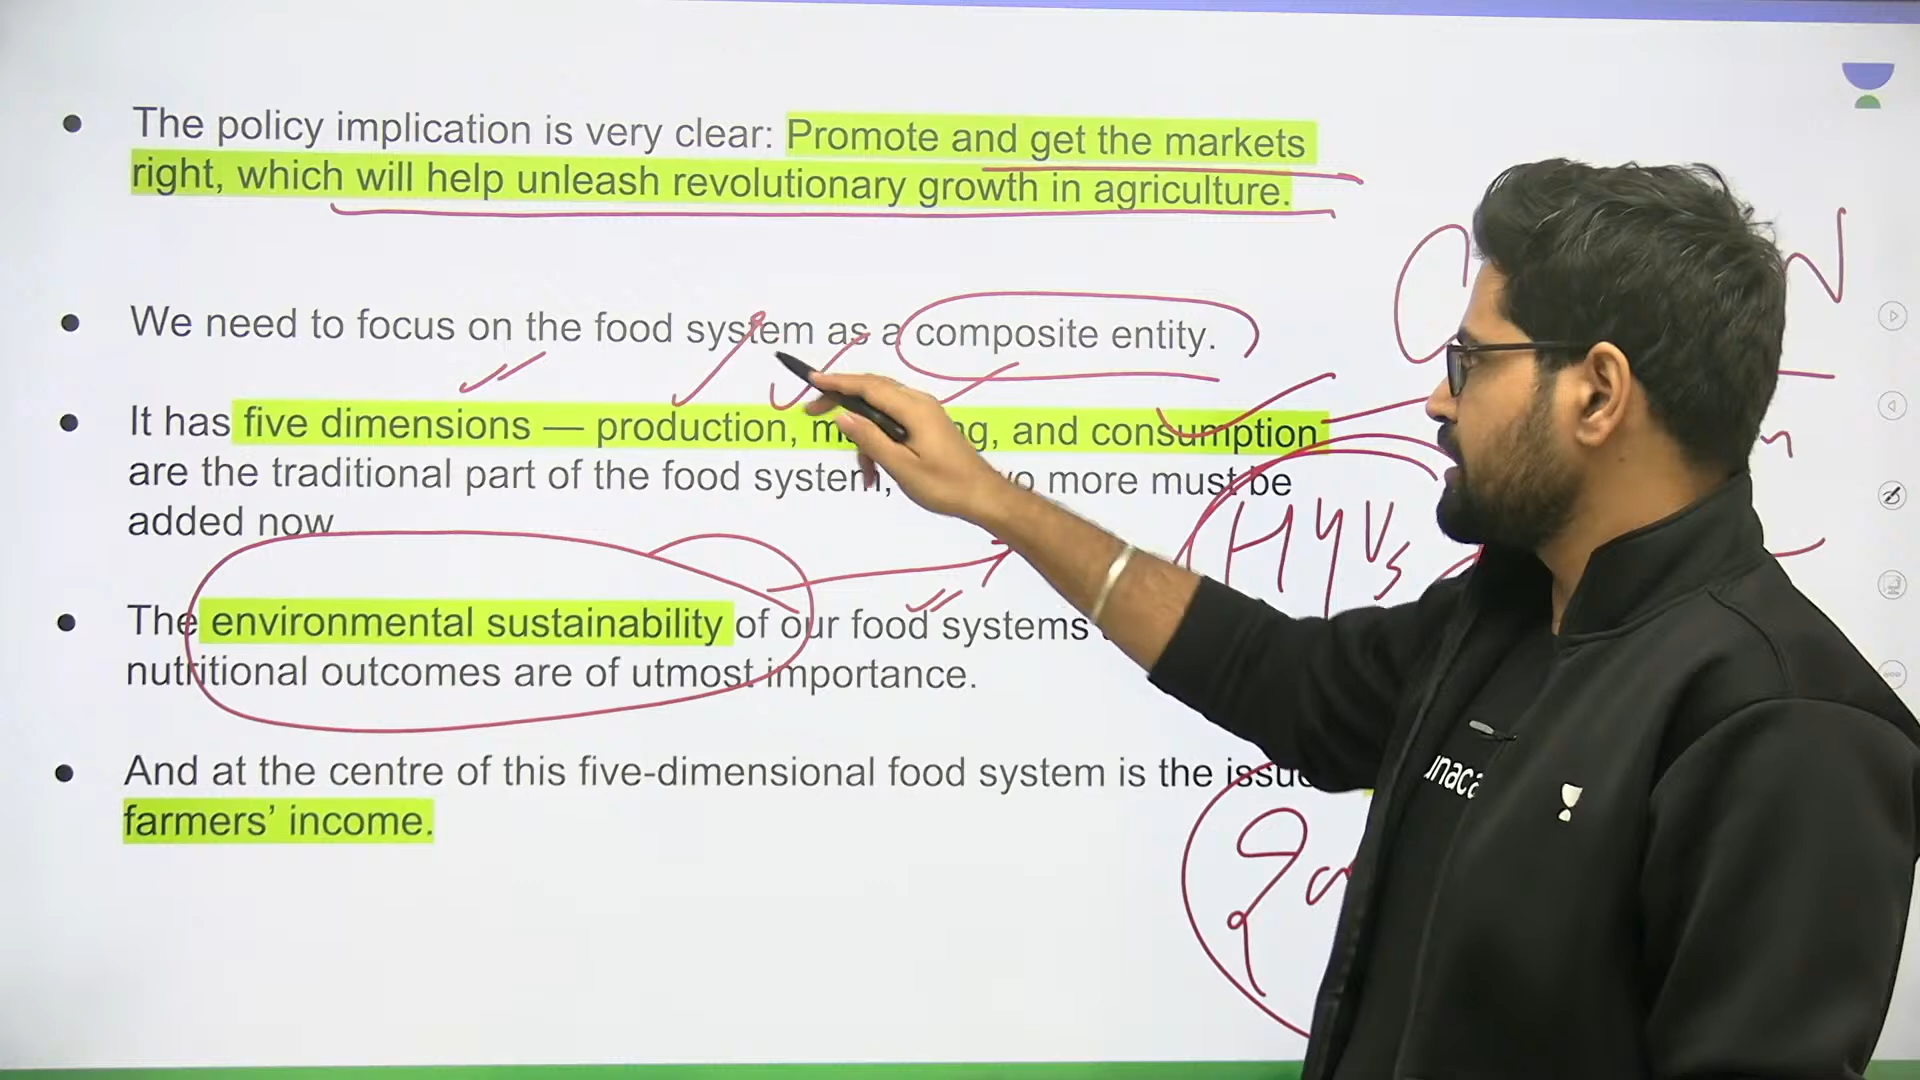 The policy implication is very clear: Promote and get the markets
right, which will help unleash revolutionary growth in agriculture.
We need to focus on the food system as a composite entity.
It has five dimensions — production, and consumption
are the traditional part of the food system, more must be
added now
The environmental sustainability of our food systems
nutritional outcomes are of utmost importance.
And at the centre of this five-dimensional food system is the
farmers’ income.
HYVs